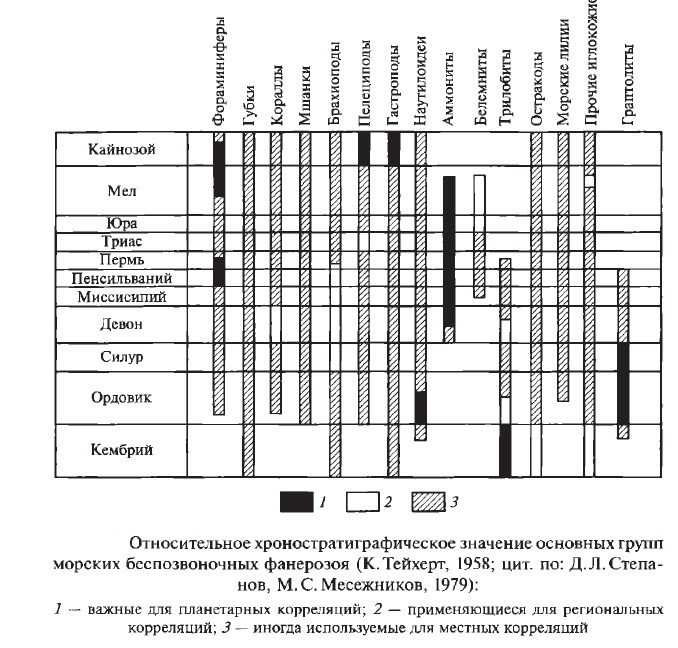 Фораминиферы
Губки
Кораллы
Мшанки
Брахиоподы
Пелециподы
Гастроподы
Наутилоидеи
Аммониты
Белемниты
Трилобиты
Остракоды
Морские лилии
Прочие иглокожие
Граптолиты
Кайнозой
Мел
Юра
Триас
Пермь
Пенсильваний
Миссисипий
Девон
Силур
Ордовик
Кембрий
1 2 3
Относительное хроностратиграфическое значение основных групп
морских беспозвоночных фанерозоя (К. Тейхерт, 1958; цит. по: Д. Л. Степа-
нов, М. С. Месежников, 1979):
1 — важные для планетарных корреляций; 2 — применяющиеся для региональных
корреляций; 3 — иногда используемые для местных корреляций